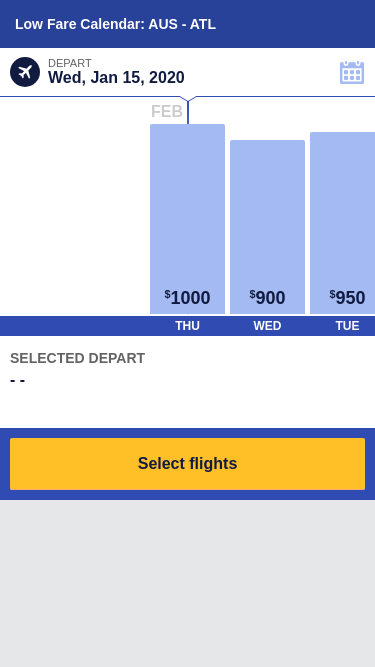 Low Fare Calendar: AUS - ATL
DEPART
Wed, Jan 15, 2020
FEB
$1000 $900 $950
THU WED TUE
SELECTED DEPART
- -
Select flights